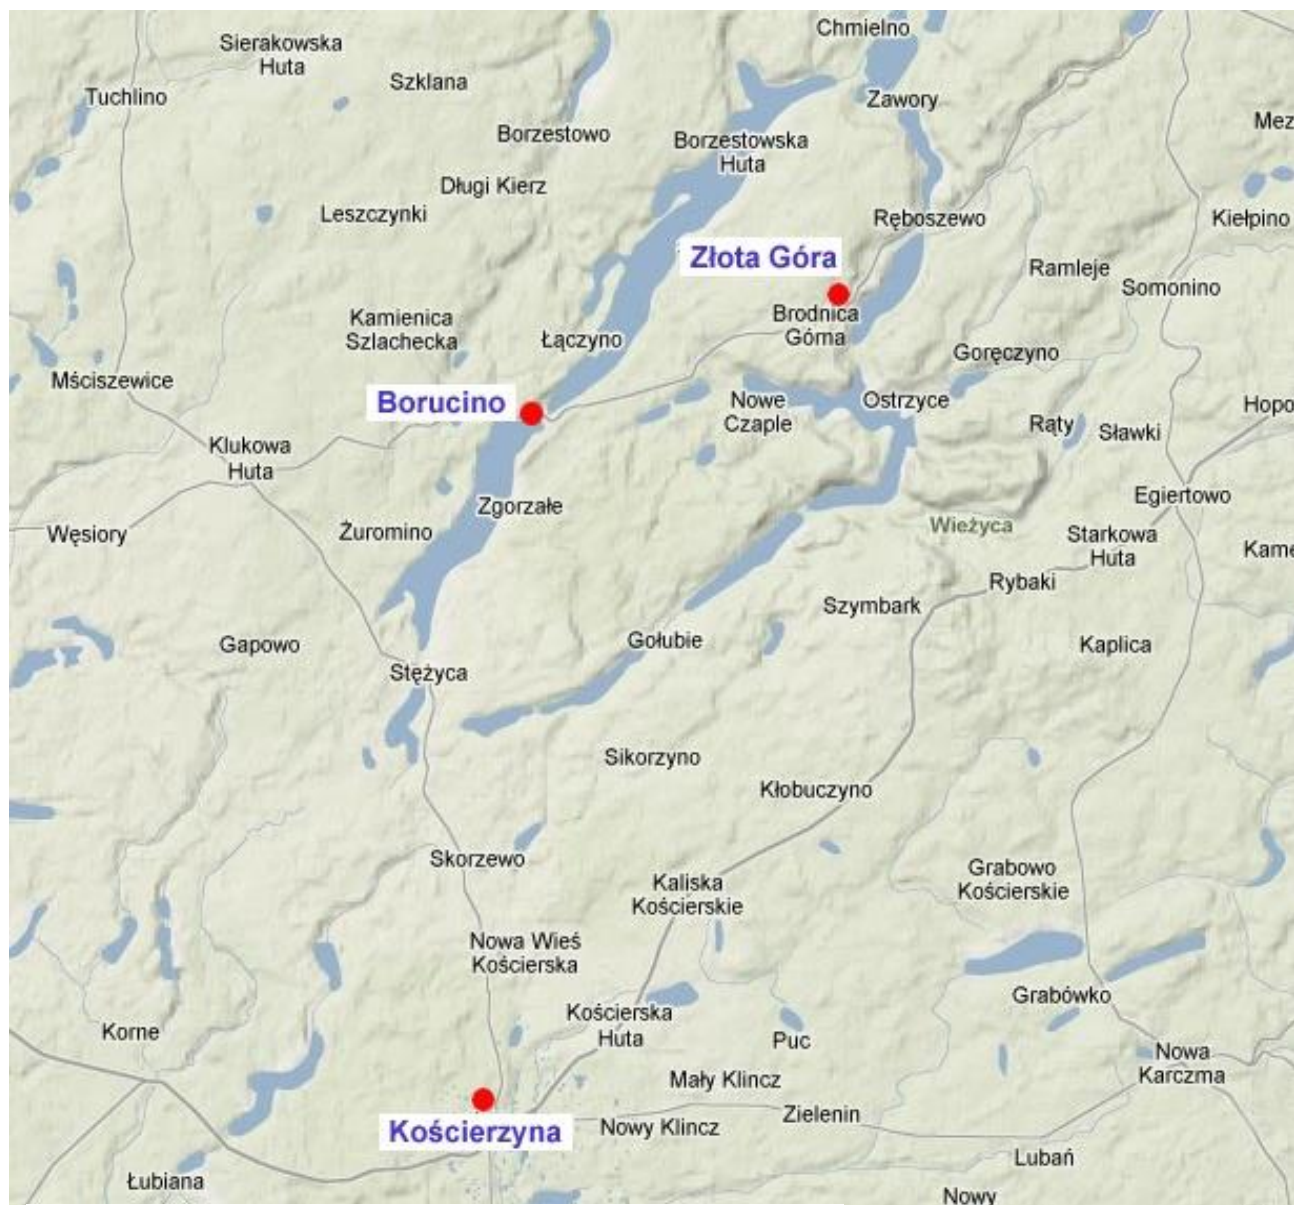 Chmielno
Sierakowska
Huta
Szklana
Tuchlino
Zawory
Mez
Borzestowo
Borzestowska
Huta
Długi Kierz
Leszczynki
Ręboszewo
Kiełpino
Złota Góra
Ramleje
Somonino
Kamienica
Szlachecka
Łączyno
Brodnica
Górna
Goręczyno
Mściszewice
Borucino
Nowe
Czaple
Ostrzyce
Hopo
Rąty
Sławki
Klukowa
Huta
Egiertowo
Zgorzałe
Wieżyca
Węsiory
Żuromino
Starkowa
Huta
Kame
Rybaki
Szymbark
Gapowo
Gołubie
Kaplica
Stężyca
Sikorzyno
Kłobuczyno
Skorzewo
Grabowo
Kościerskie
Kaliska
Kościerskie
Nowa Wieś
Kościerska
Grabówko
Kościerska
Huta
Korne
Puc
Nowa
Karczma
Mały Klincz
Zielenin
Kościerzyna
Nowy Klincz
Lubań
Łubiana
Nowy